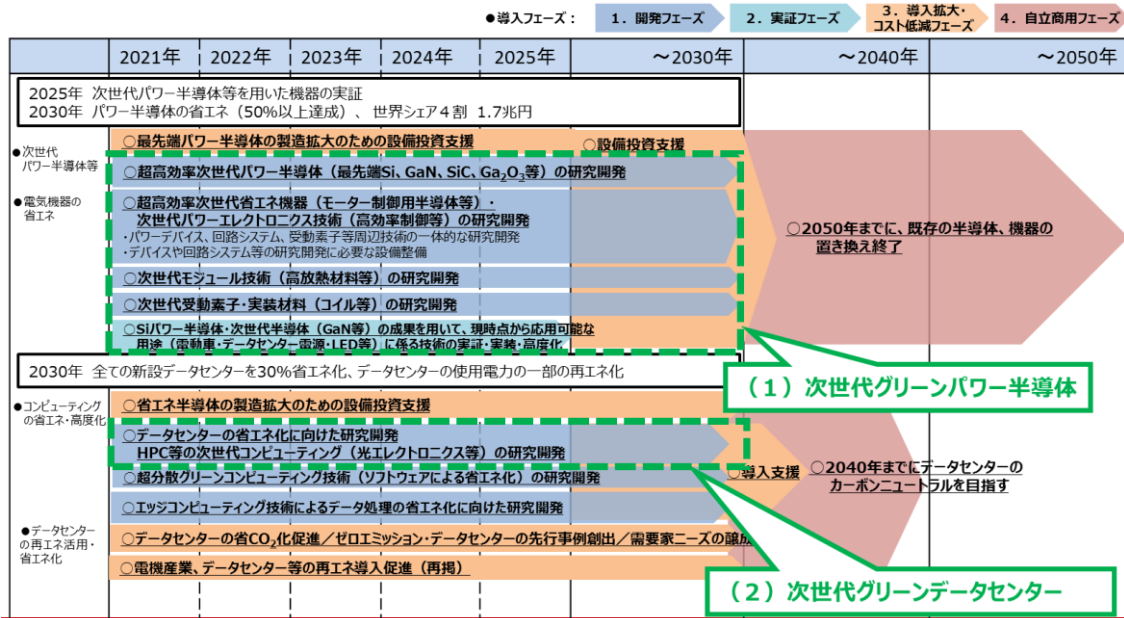 ●導入フェーズ： 1．開発フェーズ 2．実証フェーズ 3．導入拡大・ 4．自立商用フェーズ
コスト低減フェーズ
2021年 2022年 2023年 2024年 2025年 ～2030年 ～2040年 ～2050年
2025年 次世代パワー半導体等を用いた機器の実証
2030年 パワー半導体の省エネ（50%以上達成）、世界シェア４割 1.7兆円
●次世代
パワー半導体等
●電気機器の
省エネ
○最先端パワー半導体の製造拡大のための設備投資支援
○設備投資支援
○超高効率次世代パワー半導体（最先端Si、GaN、SiC、Ga₂O₃等）の研究開発
○超高効率次世代省エネ機器（モーター制御用半導体等）・
次世代パワーエレクトロニクス技術（高効率制御等）の研究開発
・パワーデバイス、回路システム、受動素子等周辺技術の一体的な研究開発
・デバイスや回路システム等の研究開発に必要な設備整備
○次世代モジュール技術（高放熱材料等）の研究開発
○次世代受動素子・実装材料（コイル等）の研究開発
○Siパワー半導体・次世代半導体（GaN等）の成果を用いて、現時点から応用可能な
用途（電動車・データセンター電源・LED等）に係る技術の実証・実装・高度化
○2050年までに、既存の半導体、機器の
置き換え終了
（１）次世代グリーンパワー半導体
2030年 全ての新設データセンターを30%省エネ化、データセンターの使用電力の一部の再エネ化
●コンピューティング
の省エネ・高度化
●データセンター
の再エネ活用・
省エネ化
○省エネ半導体の製造拡大のための設備投資支援
○データセンターの省エネ化に向けた研究開発
HPC等の次世代コンピューティング（光エレクトロニクス等）の研究開発
○超分散グリーンコンピューティング技術（ソフトウェアによる省エネ化）の研究開発
○エッジコンピューティング技術によるデータ処理の省エネ化に向けた研究開発
○データセンターの省CO₂化促進／ゼロエミッション・データセンターの先行事例創出／需要家ニーズの醸成
○電機産業、データセンター等の再エネ導入促進（再掲）
○導入支援
○2040年までにデータセンターの
カーボンニュートラルを目指す
（２）次世代グリーンデータセンター